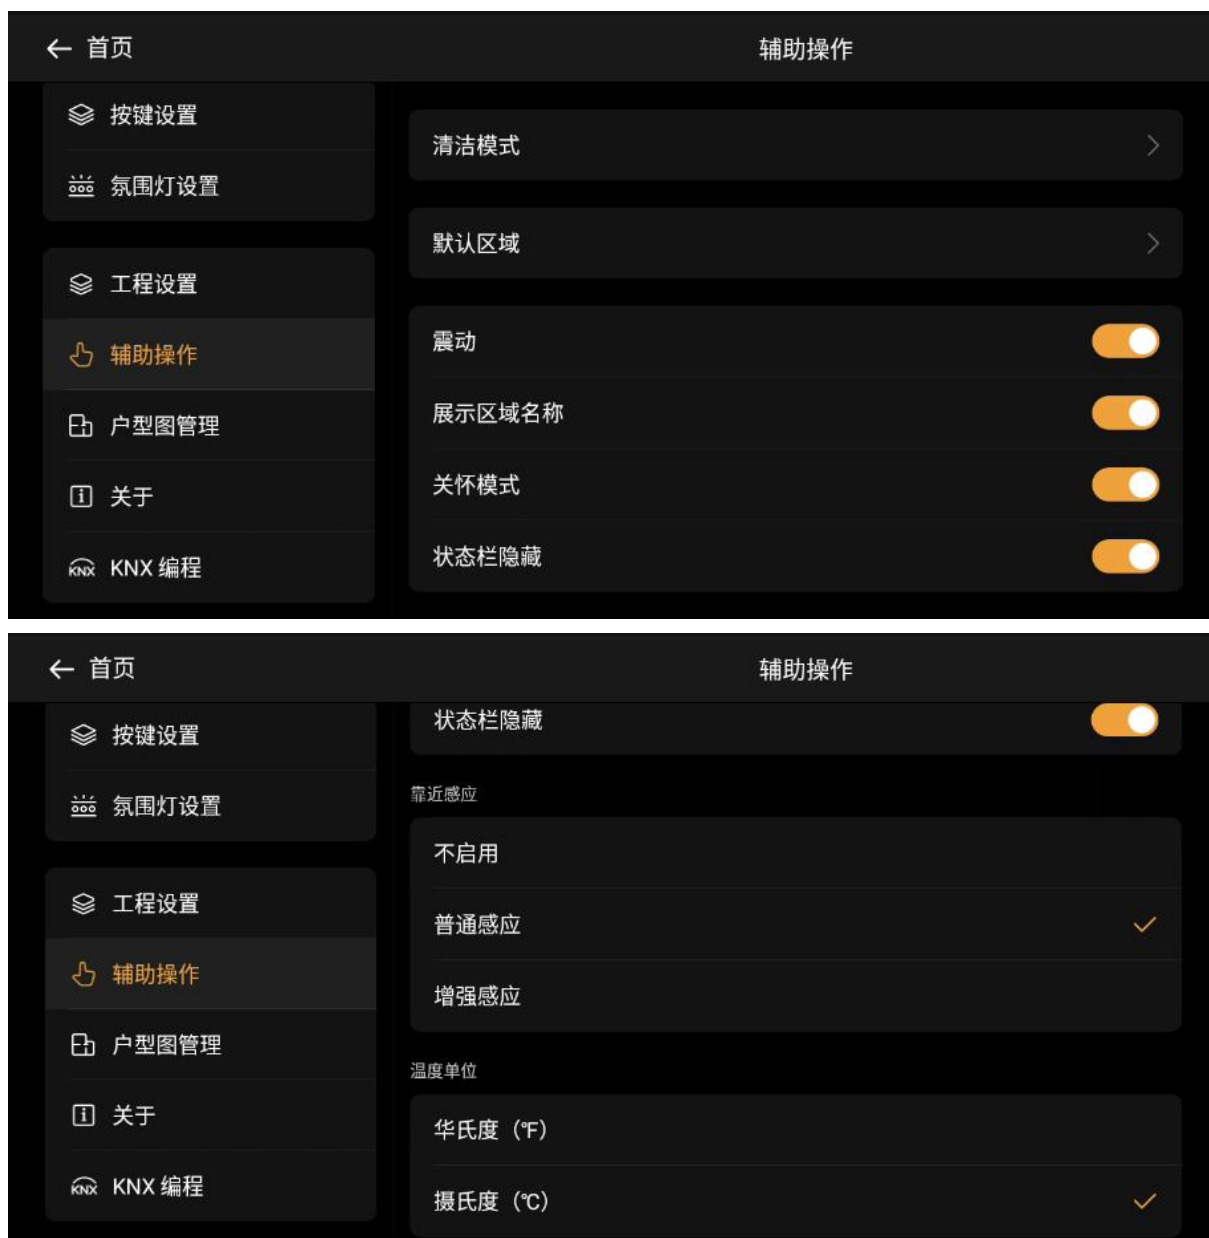 首页
辅助操作
按键设置
氛围灯设置
工程设置
辅助操作
户型图管理
关于
KNX
KNX 编程
清洁模式
默认区域
震动
展示区域名称
关怀模式
状态栏隐藏
首页
辅助操作
按键设置
氛围灯设置
工程设置
辅助操作
户型图管理
关于
KNX
KNX 编程
状态栏隐藏
靠近感应
不启用
普通感应
增强感应
温度单位
华氏度（℉）
摄氏度（℃）